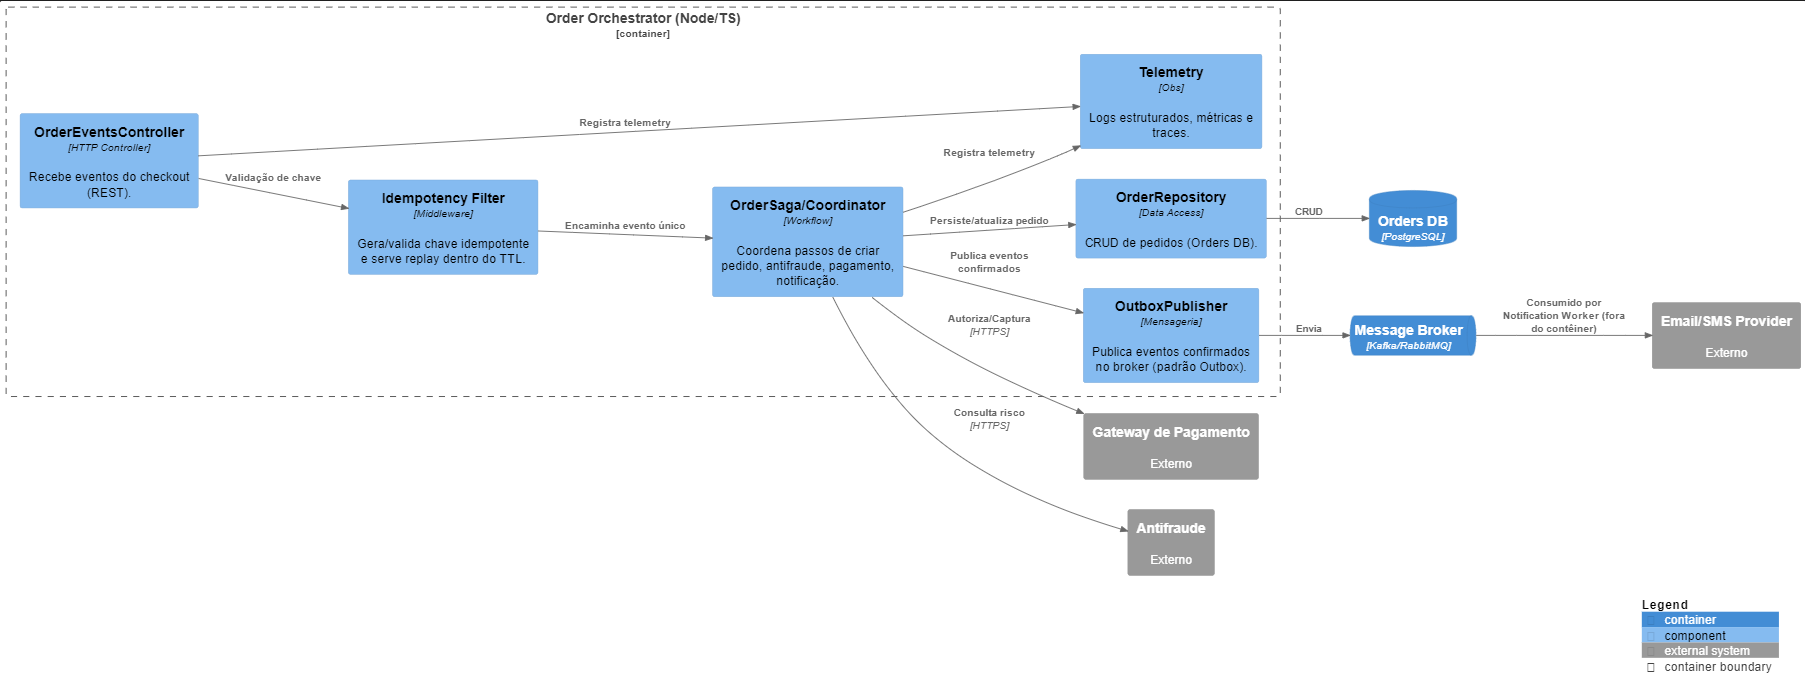 Order Orchestrator (Node/TS)
[container]
OrderEventsController
[HTTP Controller]
Recebe eventos do checkout
(REST).
Registra telemetry
Validação de chave
Idempotency Filter
[Middleware]
Gera/valida chave idempotente
e serve replay dentro do TTL.
Encaminha evento único
OrderSaga/Coordinator
[Workflow]
Coordena passos de criar
pedido, antifraude, pagamento,
notificação.
Registra telemetry
Persiste/atualiza pedido
Publica eventos
confirmados
Autoriza/Captura
[HTTPS]
Consulta risco
[HTTPS]
Telemetry
[Obs]
Logs estruturados, métricas e
traces.
OrderRepository
[Data Access]
CRUD de pedidos (Orders DB).
OutboxPublisher
[Mensageria]
Publica eventos confirmados
no broker (padrão Outbox).
Gateway de Pagamento
Externo
Antifraude
Externo
CRUD
Orders DB
[PostgreSQL]
Envia
Message Broker
[Kafka/RabbitMQ]
Consumido por
Notification Worker (fora
do contêiner)
Email/SMS Provider
Externo
Legend
container
component
external system
container boundary